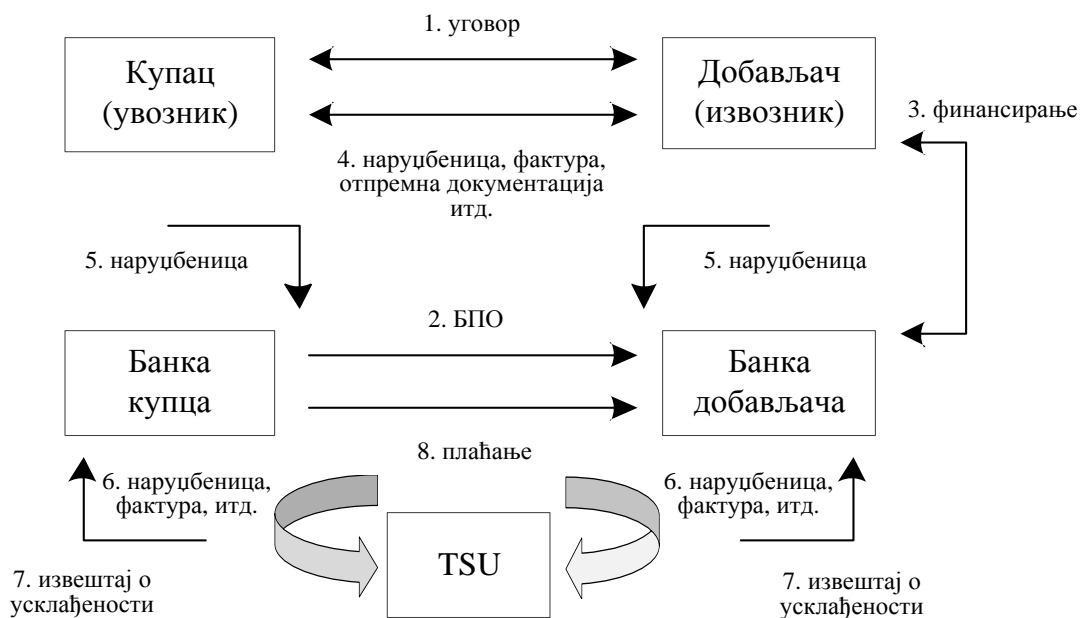 1. уговор
Купац
(увозник)
Добављач
(извозник)
3. финансирање
4. наруџбеница, фактура,
отпремна документација
итд.
5. наруџбеница
5. наруџбеница
2. БПО
Банка
купца
Банка
добављача
8. плаћање
6. наруџбеница,
фактура, итд.
6. наруџбеница,
фактура, итд.
TSU
7. извештај о
усклађености
7. извештај о
усклађености